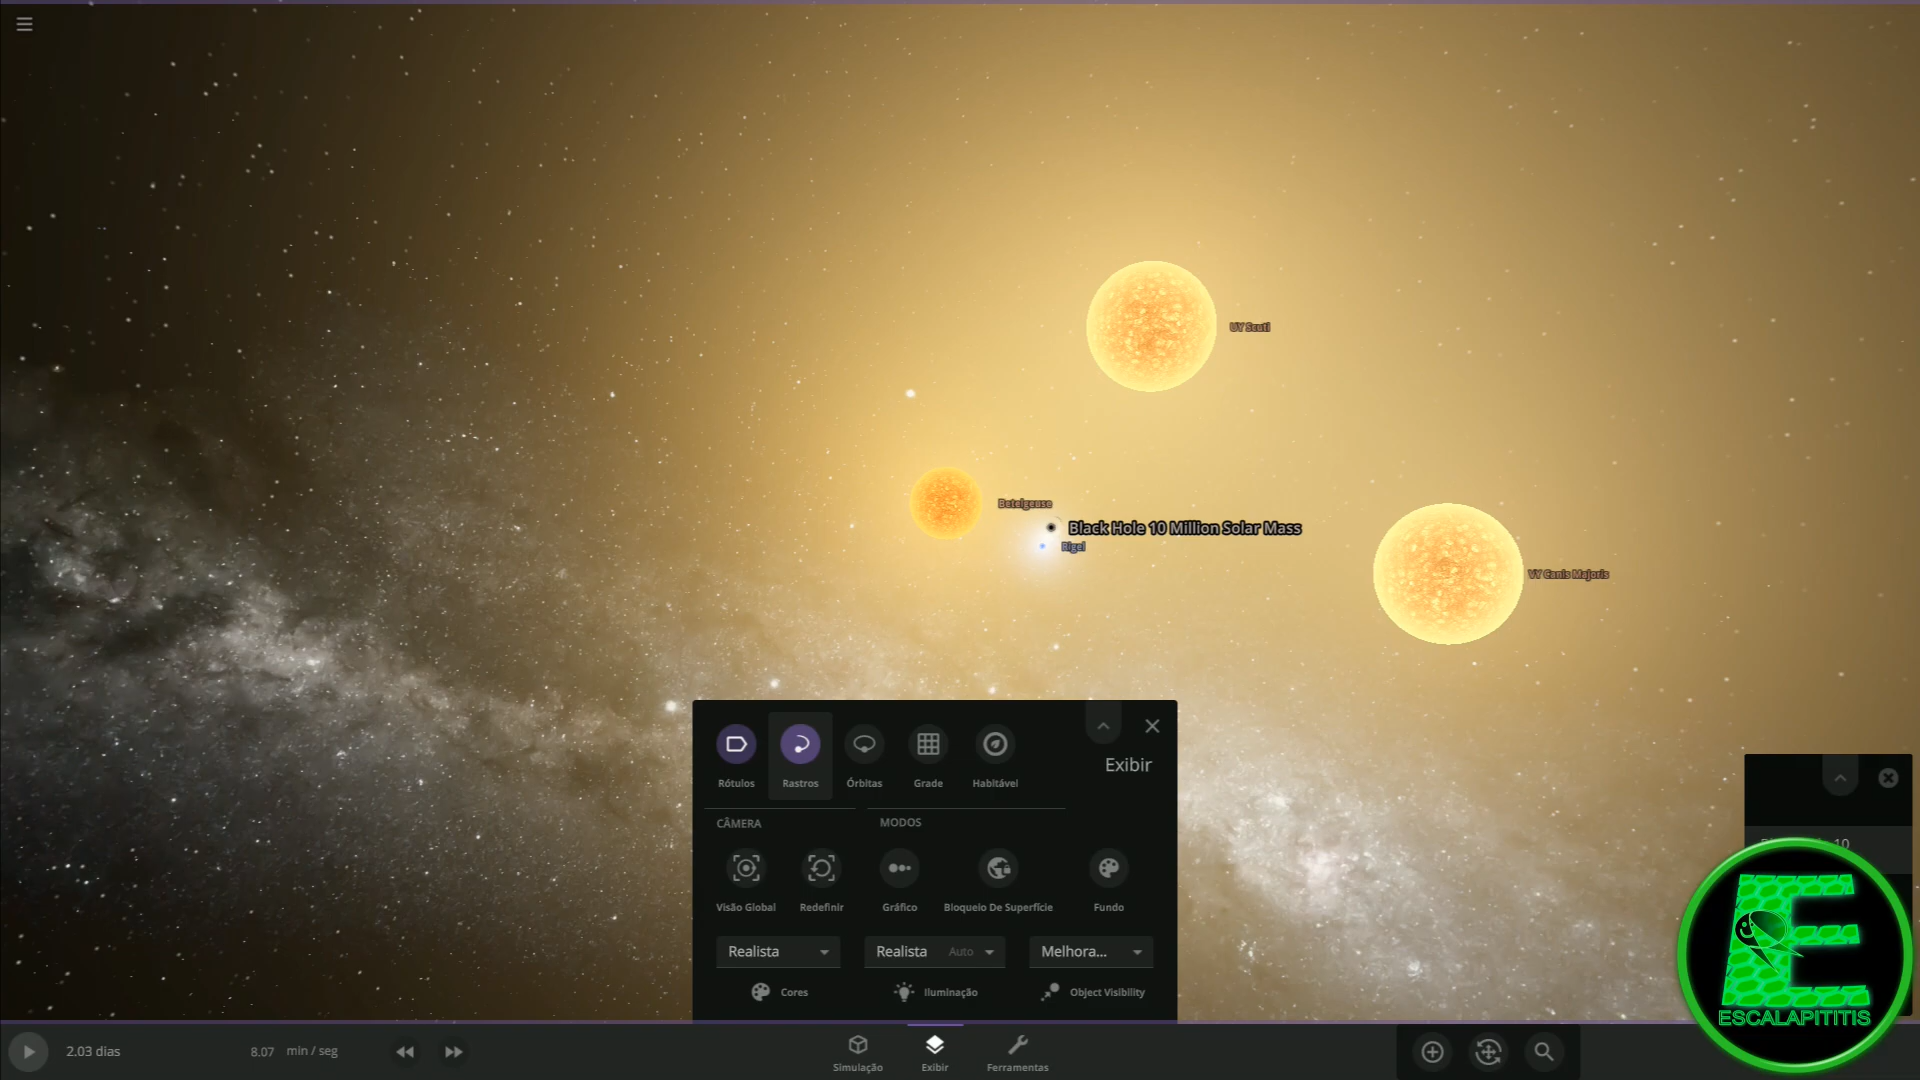 UY Scuti
Betelgeuse
Black Hole 10 Million Solar Mass
Rigel
VY Canis Majoris
Exibir
Rótulos
Rastros
Órbitas
Grade
Habitável
CÂMERA
MODOS
Visão Global
Redefinir
Gráfico
Bloqueio De Superfície
Fundo
Realista
Realista Auto
Melhora...
Cores
Iluminação
Object Visibility
10
ESCALAPITITIS
2.03 dias
8.07 min / seg
Simulação
Exibir
Ferramentas